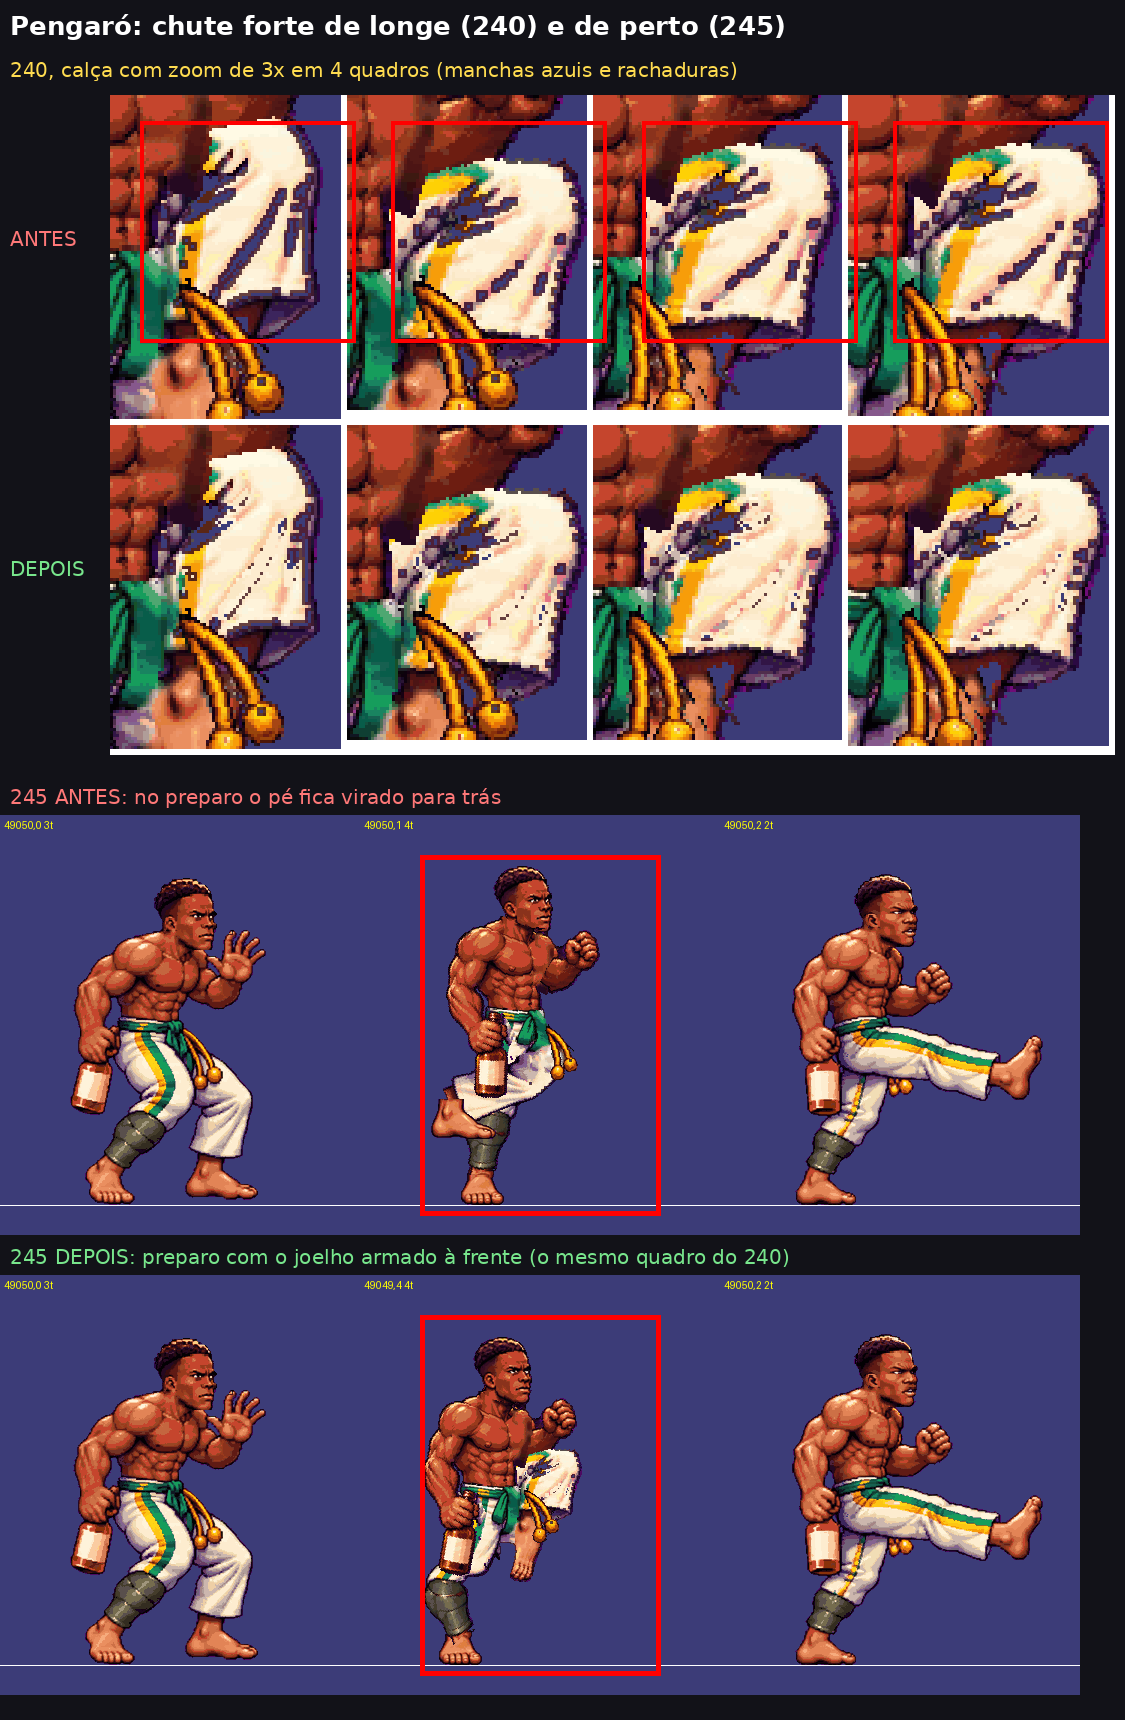 Pengaró: chute forte de longe (240) e de perto (245)
240, calça com zoom de 3x em 4 quadros (manchas azuis e rachaduras)
ANTES
DEPOIS
245 ANTES: no preparo o pé fica virado para trás
49050,0 3t 49050,1 4t 49050,2 2t
245 DEPOIS: preparo com o joelho armado à frente (o mesmo quadro do 240)
49050,0 3t 49049,4 4t 49050,2 2t